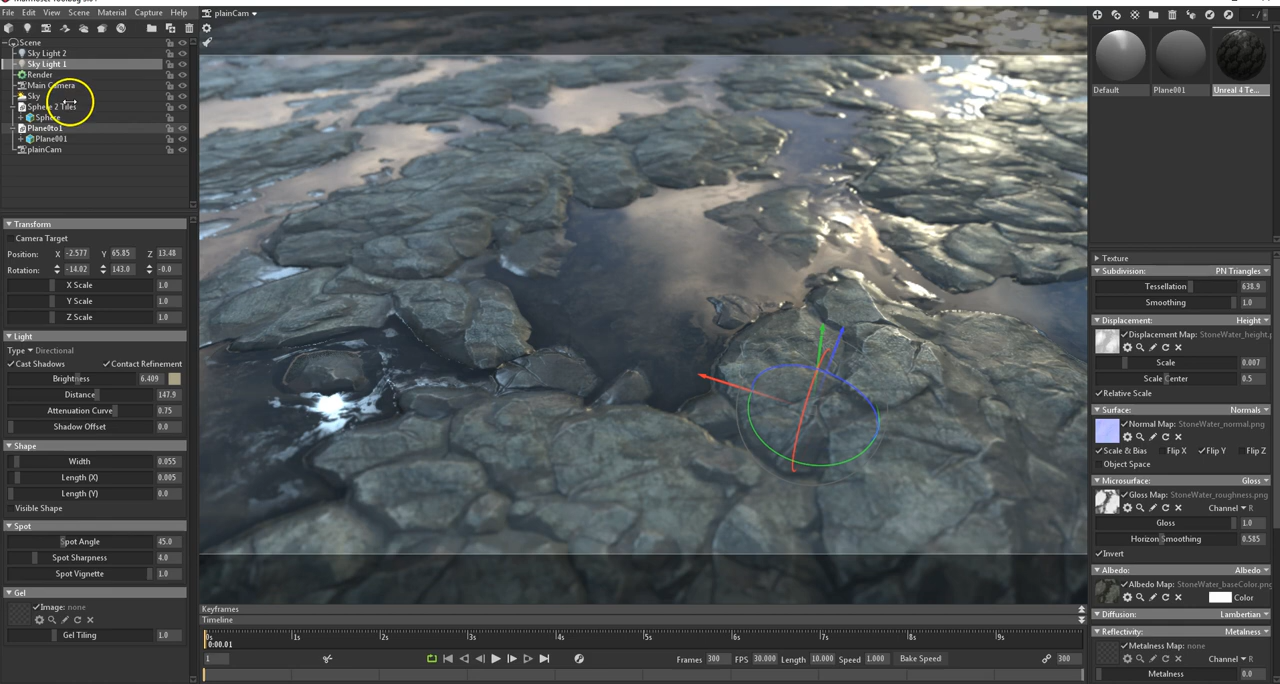 File Edit View Scene Material Capture Help
plainCam
Scene
Sky Light 2
Sky Light 1
Render
Main Camera
Sky
Sphere 2 Tiles
Sphere
Plane0to1
Plane001
plainCam
Transform
Camera Target
Position: X -2.577 Y 65.85 Z 13.48
Rotation: -14.02 143.0 -0.0
X Scale 1.0
Y Scale 1.0
Z Scale 1.0
Light
Type Directional
Cast Shadows Contact Refinement
Brightness 6.409
Distance 147.9
Attenuation Curve 0.75
Shadow Offset 0.0
Shape
Width 0.055
Length (X) 0.005
Length (Y) 0.0
Visible Shape
Spot
Spot Angle 45.0
Spot Sharpness 4.0
Spot Vignette 1.0
Gel
Image: none
Gel Tiling 1.0
Keyframes
Timeline
0s 1s 2s 3s 4s 5s 6s 7s 8s 9s
0:00.01
1 Frames 300 FPS 30.000 Length 10.000 Speed 1.000 Bake Speed 300
Default Plane001 Unreal 4 Te...
Texture
Subdivision: PN Triangles
Tessellation 638.9
Smoothing 1.0
Displacement: Height
Displacement Map: StoneWater_height.p
Scale 0.007
Scale Center 0.5
Relative Scale
Surface: Normals
Normal Map: StoneWater_normal.png
Scale & Bias Flip X Flip Y Flip Z
Object Space
Microsurface: Gloss
Gloss Map: StoneWater_roughness.png
Channel R
Gloss 1.0
Horizon Smoothing 0.585
Invert
Albedo: Albedo
Albedo Map: StoneWater_baseColor.png
Color
Diffusion: Lambertian
Reflectivity: Metalness
Metalness Map: none
Channel R
Metalness 0.0